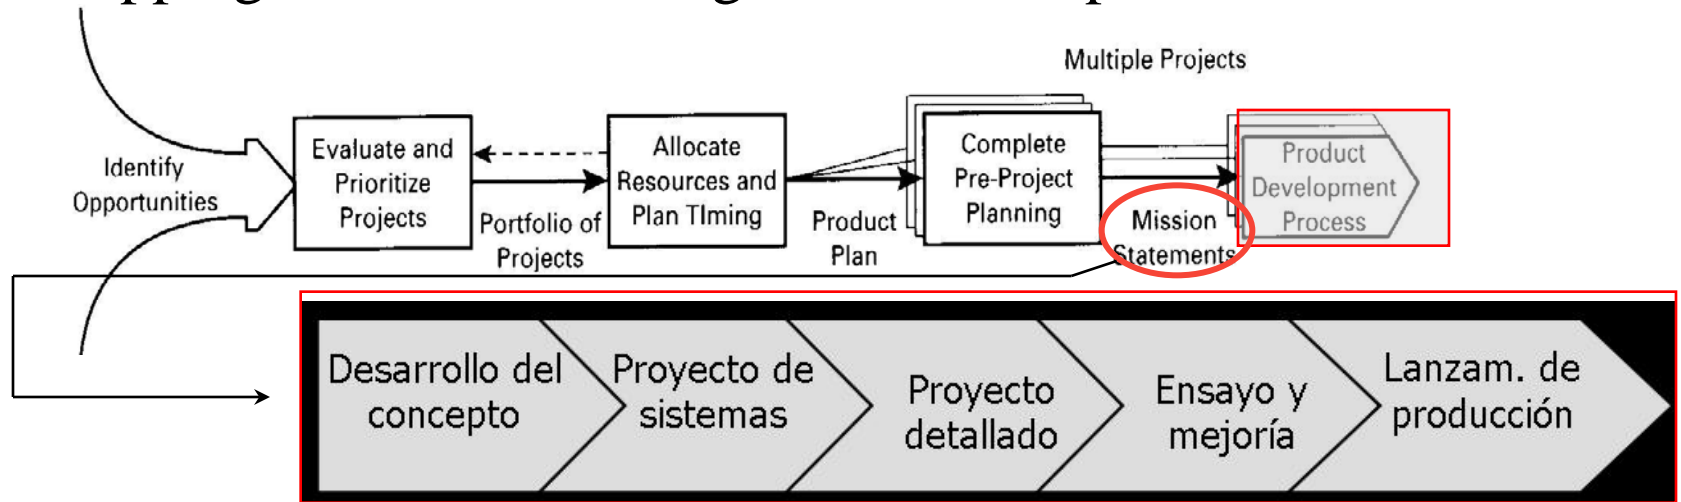 Multiple Projects
Identify
Opportunities
Evaluate and
Prioritize
Projects
Portfolio of
Projects
Allocate
Resources and
Plan TIming
Product
Plan
Complete
Pre-Project
Planning
Mission
Statements
Product
Development
Process
Desarrollo del
concepto
Proyecto de
sistemas
Proyecto
detallado
Ensayo y
mejoría
Lanzam. de
producción